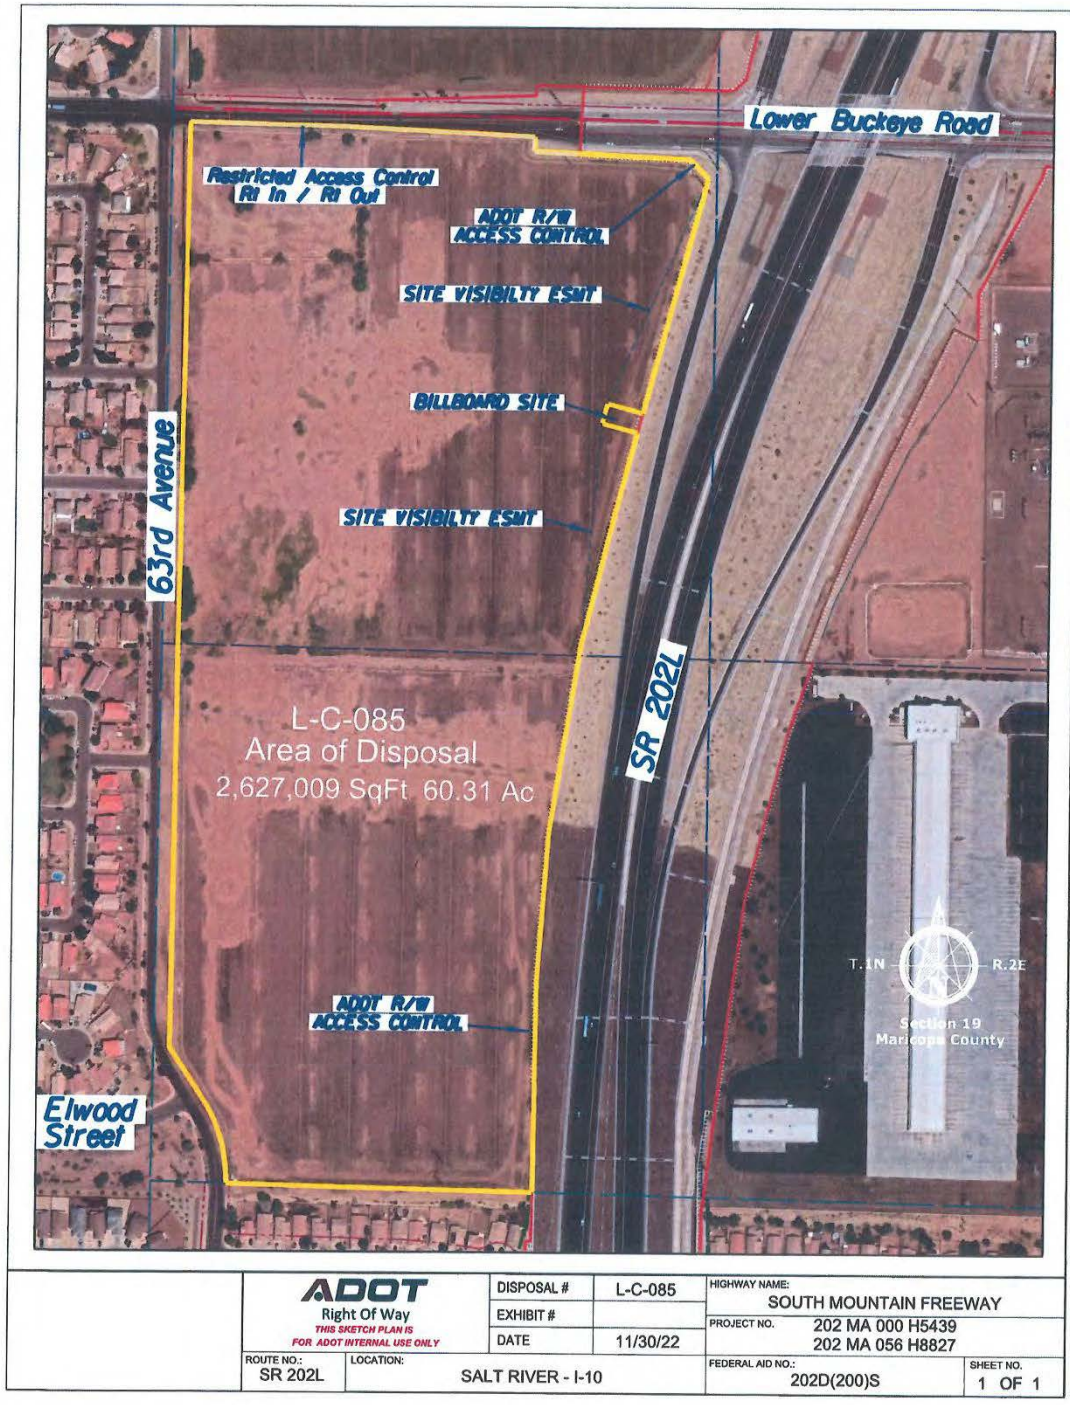 Lower Buckeye Road
Restricted Access Control
Rt In / Rt Out
ADOT R/W
ACCESS CONTROL
SITE VISIBILTY ESMT
BILLBOARD SITE
63rd Avenue
SITE VISIBILTY ESMT
SR 202L
L-C-085
Area of Disposal
2,627,009 SqFt 60.31 Ac
T.1N
R.2E
Section 19
Maricopa County
ADOT R/W
ACCESS CONTROL
Elwood
Street
ADOT
Right Of Way
THIS SKETCH PLAN IS
FOR ADOT INTERNAL USE ONLY
DISPOSAL # L-C-085
EXHIBIT #
DATE 11/30/22
HIGHWAY NAME:
SOUTH MOUNTAIN FREEWAY
PROJECT NO. 202 MA 000 H5439
202 MA 056 H8827
ROUTE NO.:
SR 202L
LOCATION:
SALT RIVER - I-10
FEDERAL AID NO.:
202D(200)S
SHEET NO.
1 OF 1